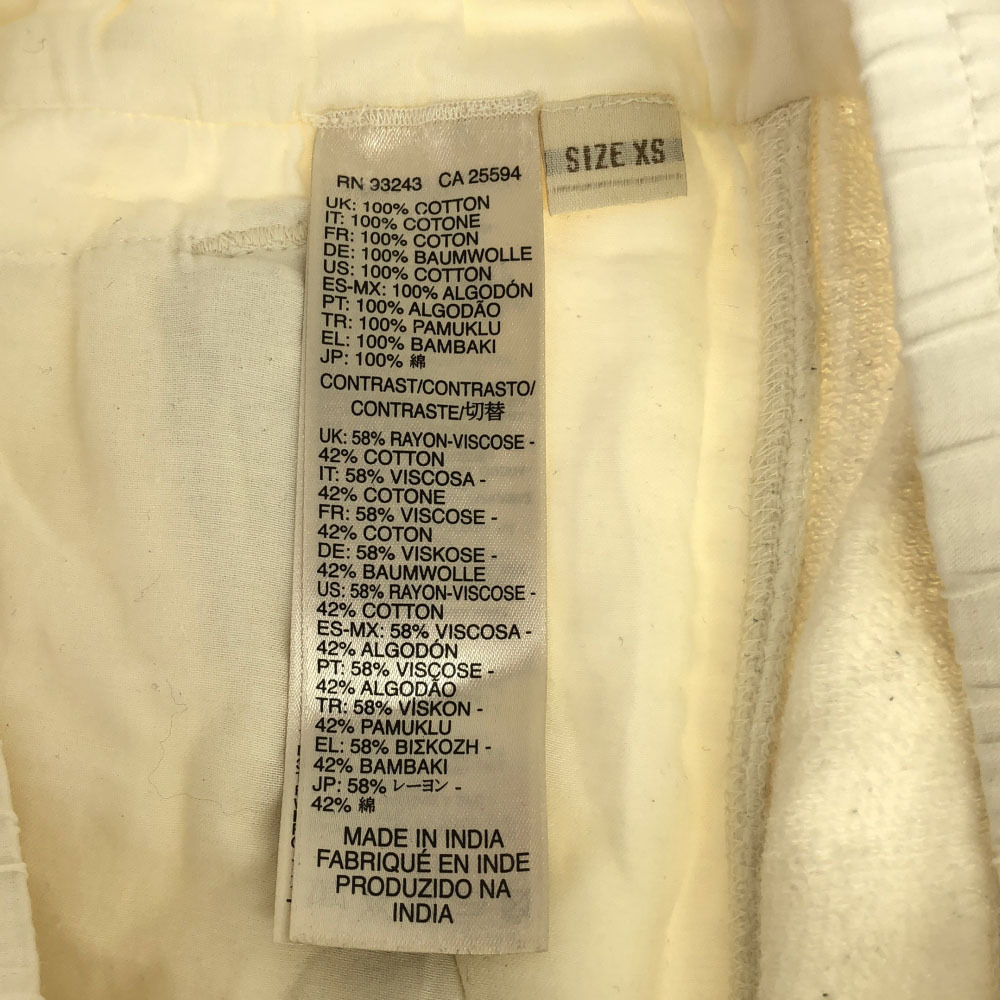 RN 93243 CA 25594
SIZE XS
UK: 100% COTTON
IT: 100% COTONE
FR: 100% COTON
DE: 100% BAUMWOLLE
US: 100% COTTON
ES-MX: 100% ALGODÓN
PT: 100% ALGODÃO
TR: 100% PAMUKLU
EL: 100% BAMBAKI
JP: 100% 綿
CONTRAST/CONTRASTO/
CONTRASTE/切替
UK: 58% RAYON-VISCOSE -
42% COTTON
IT: 58% VISCOSA -
42% COTONE
FR: 58% VISCOSE -
42% COTON
DE: 58% VISKOSE -
42% BAUMWOLLE
US: 58% RAYON-VISCOSE -
42% COTTON
ES-MX: 58% VISCOSA -
42% ALGODÓN
PT: 58% VISCOSE -
42% ALGODÃO
TR: 58% VİSKON -
42% PAMUKLU
EL: 58% ΒΙΣΚΟΖΗ -
42% BAMBAKI
JP: 58% レーヨン -
42% 綿
MADE IN INDIA
FABRIQUÉ EN INDE
PRODUZIDO NA
INDIA